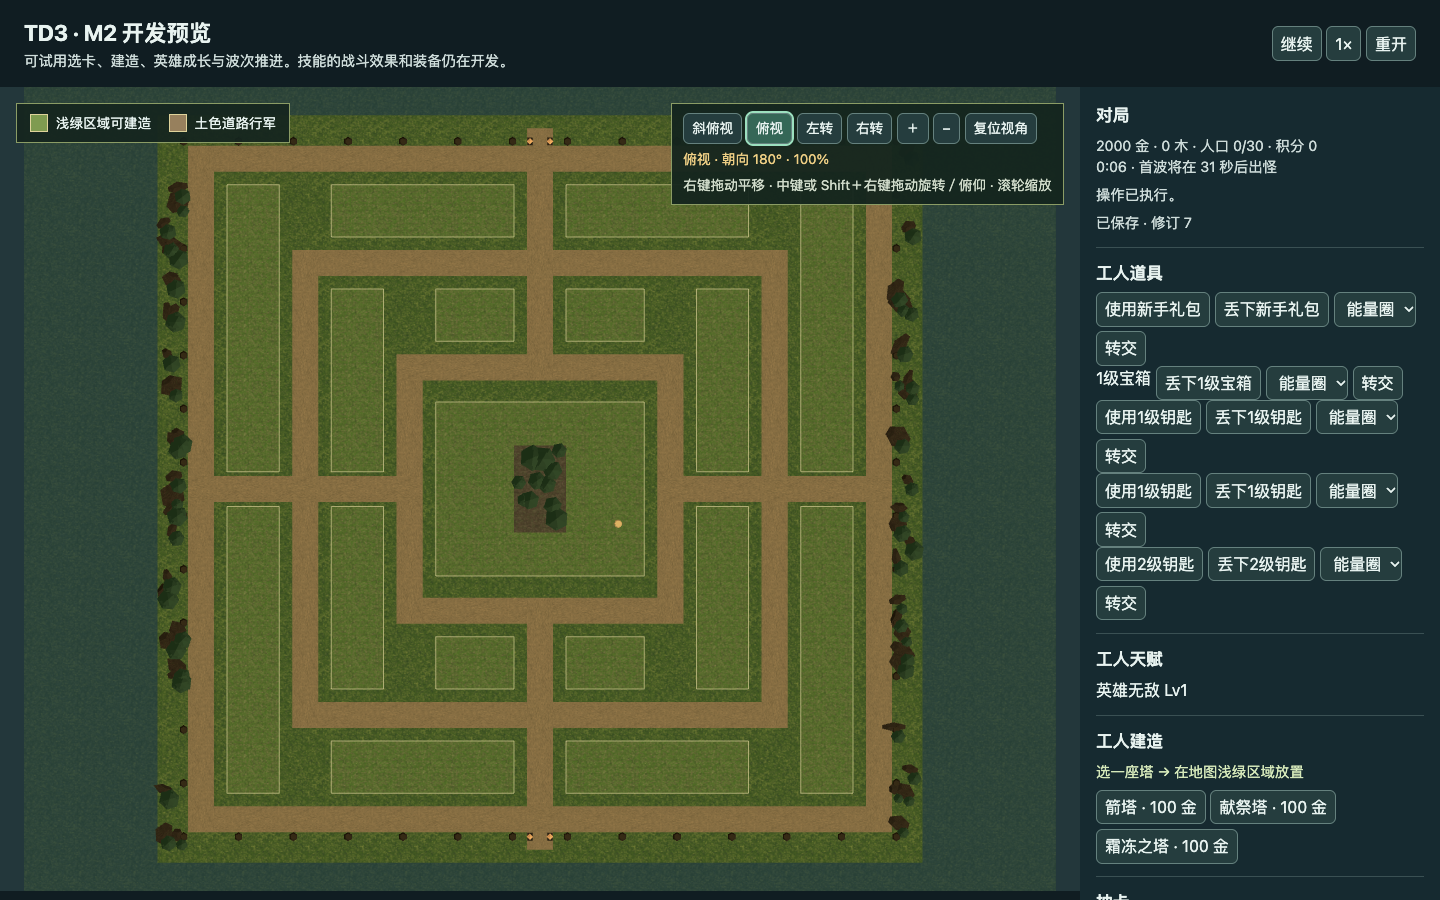 TD3 · M2 开发预览
可试用选卡、建造、英雄成长与波次推进。技能的战斗效果和装备仍在开发。
继续 1× 重开
浅绿区域可建造 土色道路行军
斜俯视 俯视 左转 右转 + − 复位视角
俯视 · 朝向 180° · 100%
右键拖动平移 · 中键或 Shift＋右键拖动旋转 / 俯仰 · 滚轮缩放
对局
2000 金 · 0 木 · 人口 0/30 · 积分 0
0:06 · 首波将在 31 秒后出怪
操作已执行。
已保存 · 修订 7
工人道具
使用新手礼包 丢下新手礼包 能量圈
转交
1级宝箱 丢下1级宝箱 能量圈 转交
使用1级钥匙 丢下1级钥匙 能量圈
转交
使用1级钥匙 丢下1级钥匙 能量圈
转交
使用2级钥匙 丢下2级钥匙 能量圈
转交
工人天赋
英雄无敌 Lv1
工人建造
选一座塔 → 在地图浅绿区域放置
箭塔 · 100 金 献祭塔 · 100 金
霜冻之塔 · 100 金